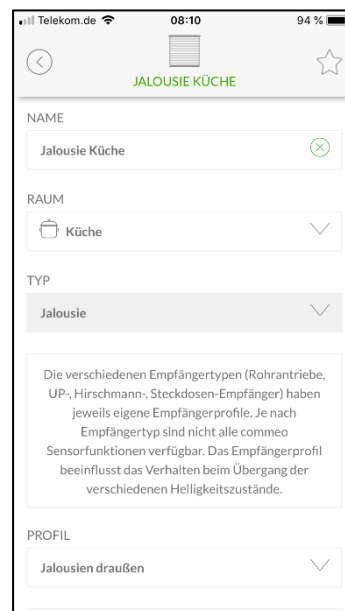 Telekom.de 08:10 94 %
JALOUSIE KÜCHE
NAME
Jalousie Küche
RAUM
Küche
TYP
Jalousie
Die verschiedenen Empfängertypen (Rohrantriebe,
UP-, Hirschmann-, Steckdosen-Empfänger) haben
jeweils eigene Empfängerprofile. Je nach
Empfängertyp sind nicht alle commeo
Sensorfunktionen verfügbar. Das Empfängerprofil
beeinflusst das Verhalten beim Übergang der
verschiedenen Helligkeitszustände.
PROFIL
Jalousien draußen